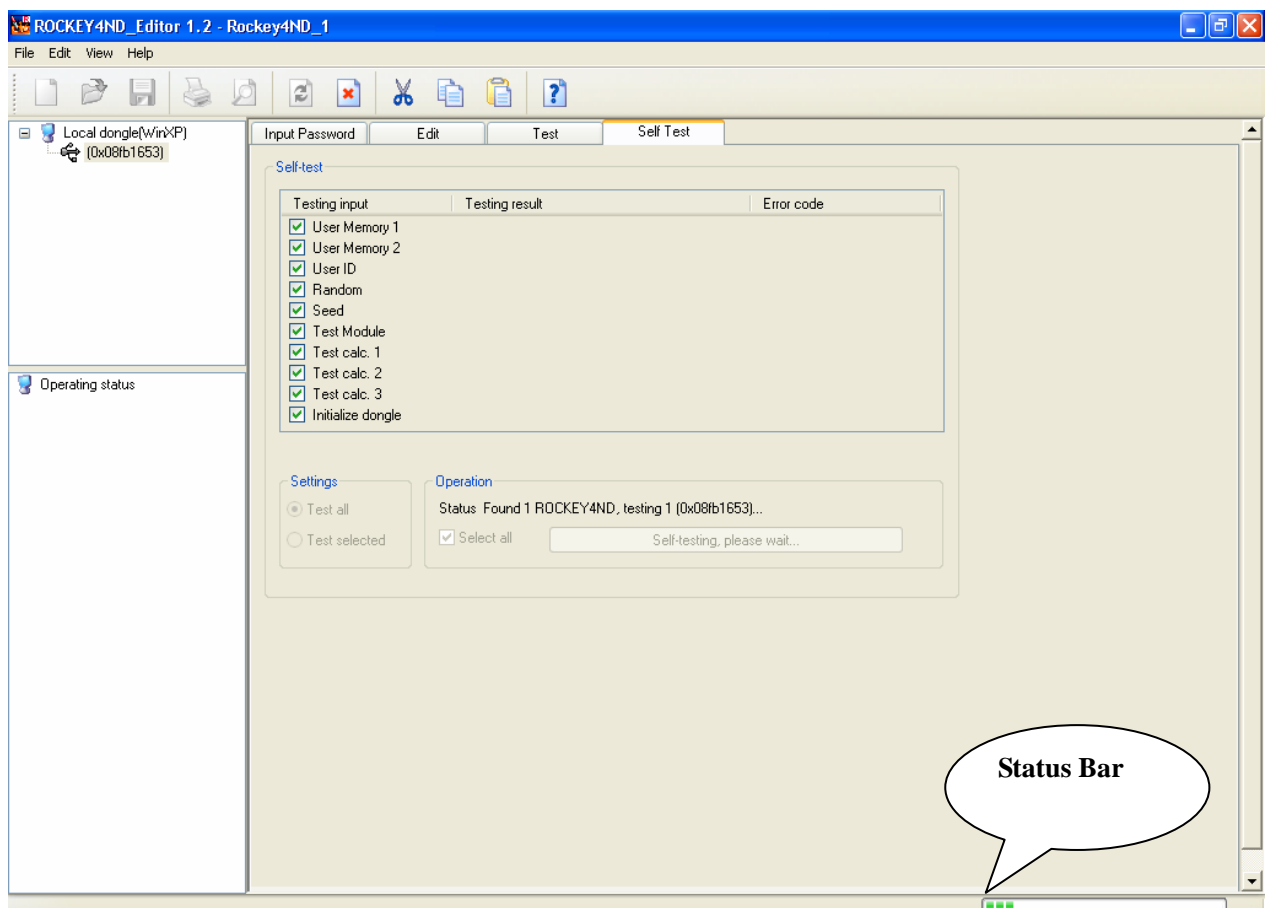 ROCKEY4ND_Editor 1.2 - Rockey4ND_1
File Edit View Help
Local dongle(WinXP)
(0x08fb1653)
Operating status
Input Password Edit Test Self Test
Self-test
Testing input Testing result Error code
User Memory 1
User Memory 2
User ID
Random
Seed
Test Module
Test calc. 1
Test calc. 2
Test calc. 3
Initialize dongle
Settings
Test all
Test selected
Operation
Status Found 1 ROCKEY4ND, testing 1 (0x08fb1653)...
Select all
Self-testing, please wait...
Status Bar